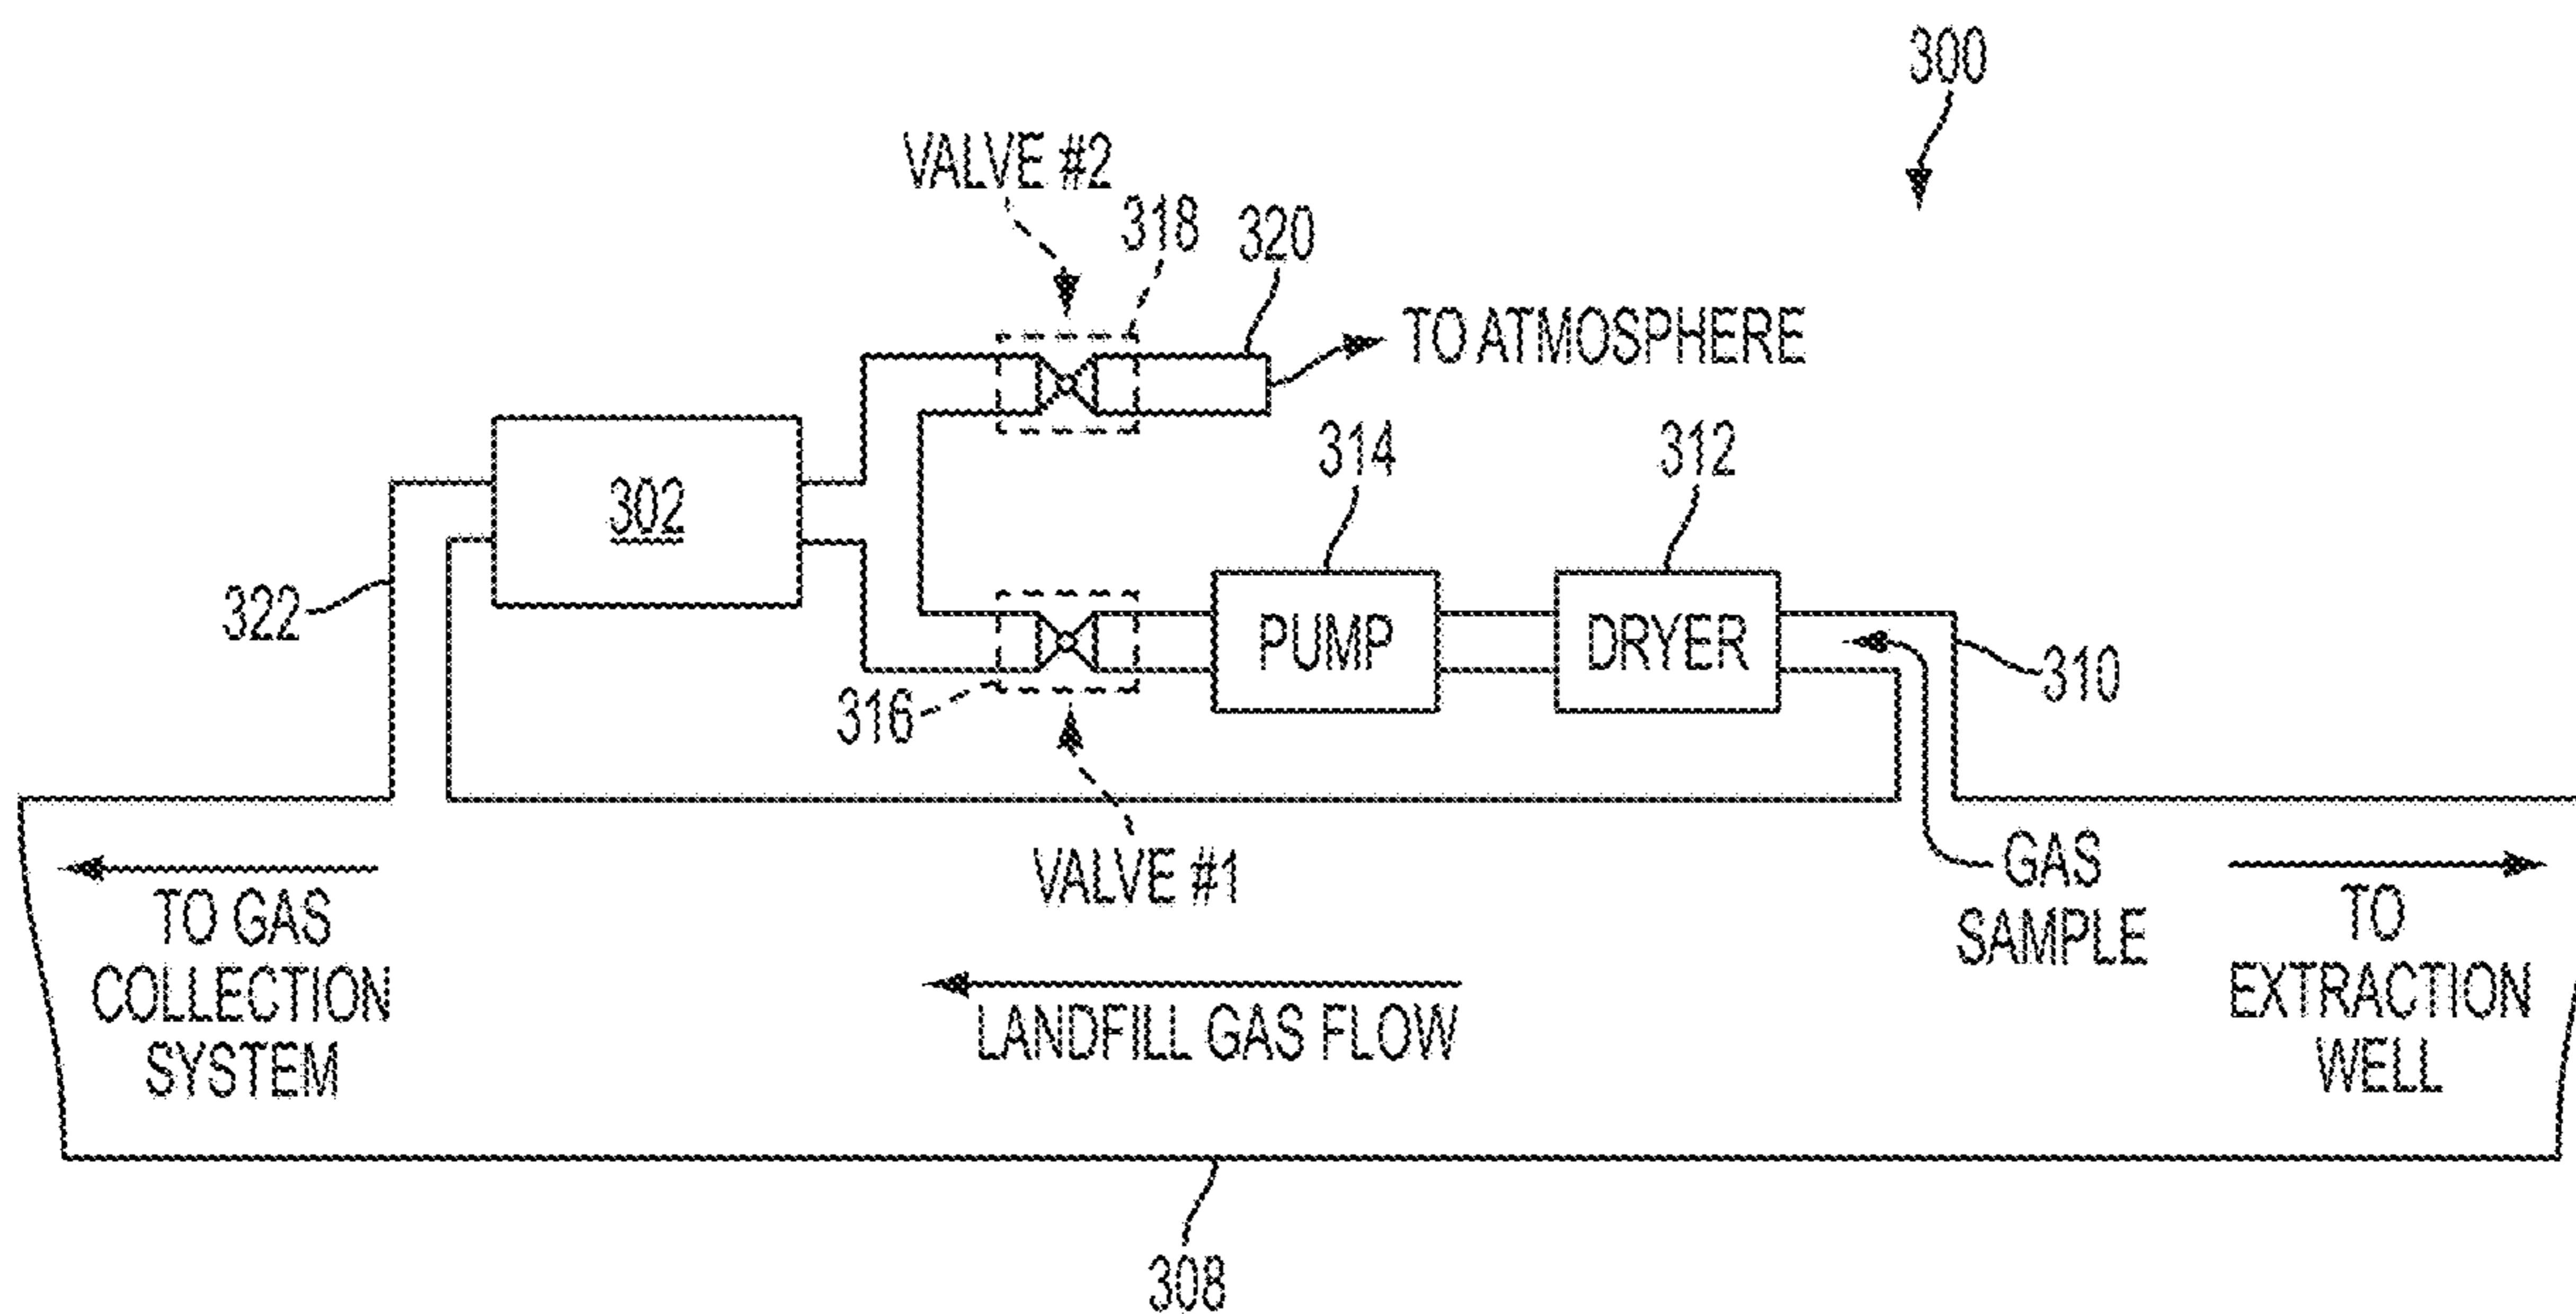 300
VALVE #2
318
320
TO ATMOSPHERE
314
312
302
322
PUMP
DRYER
310
316
VALVE #1
GAS
SAMPLE
TO GAS
COLLECTION
SYSTEM
LANDFILL GAS FLOW
TO
EXTRACTION
WELL
308